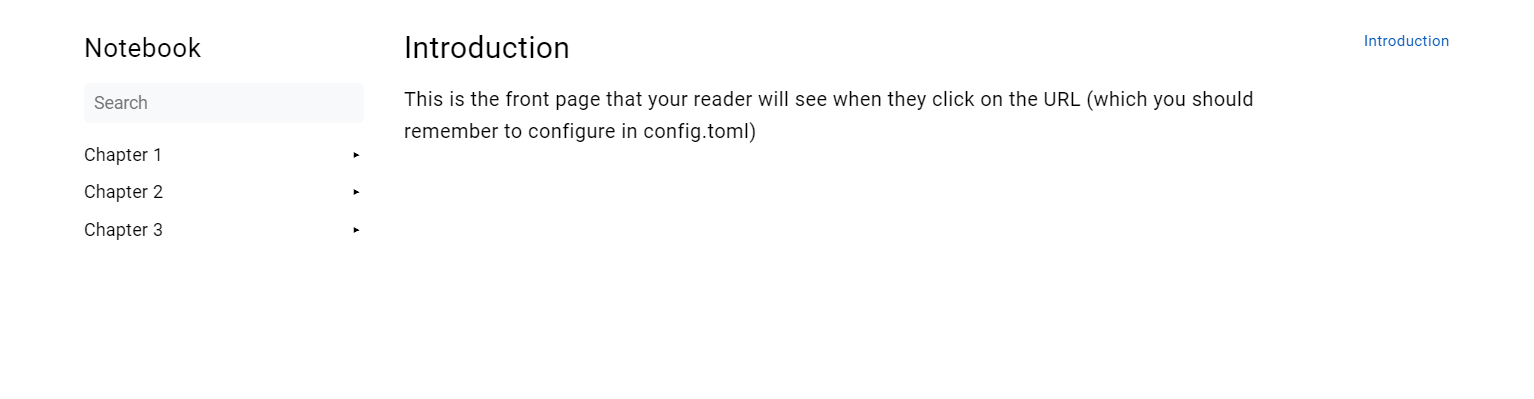 Notebook
Search
Chapter 1
Chapter 2
Chapter 3
Introduction
This is the front page that your reader will see when they click on the URL (which you should
remember to configure in config.toml)
Introduction